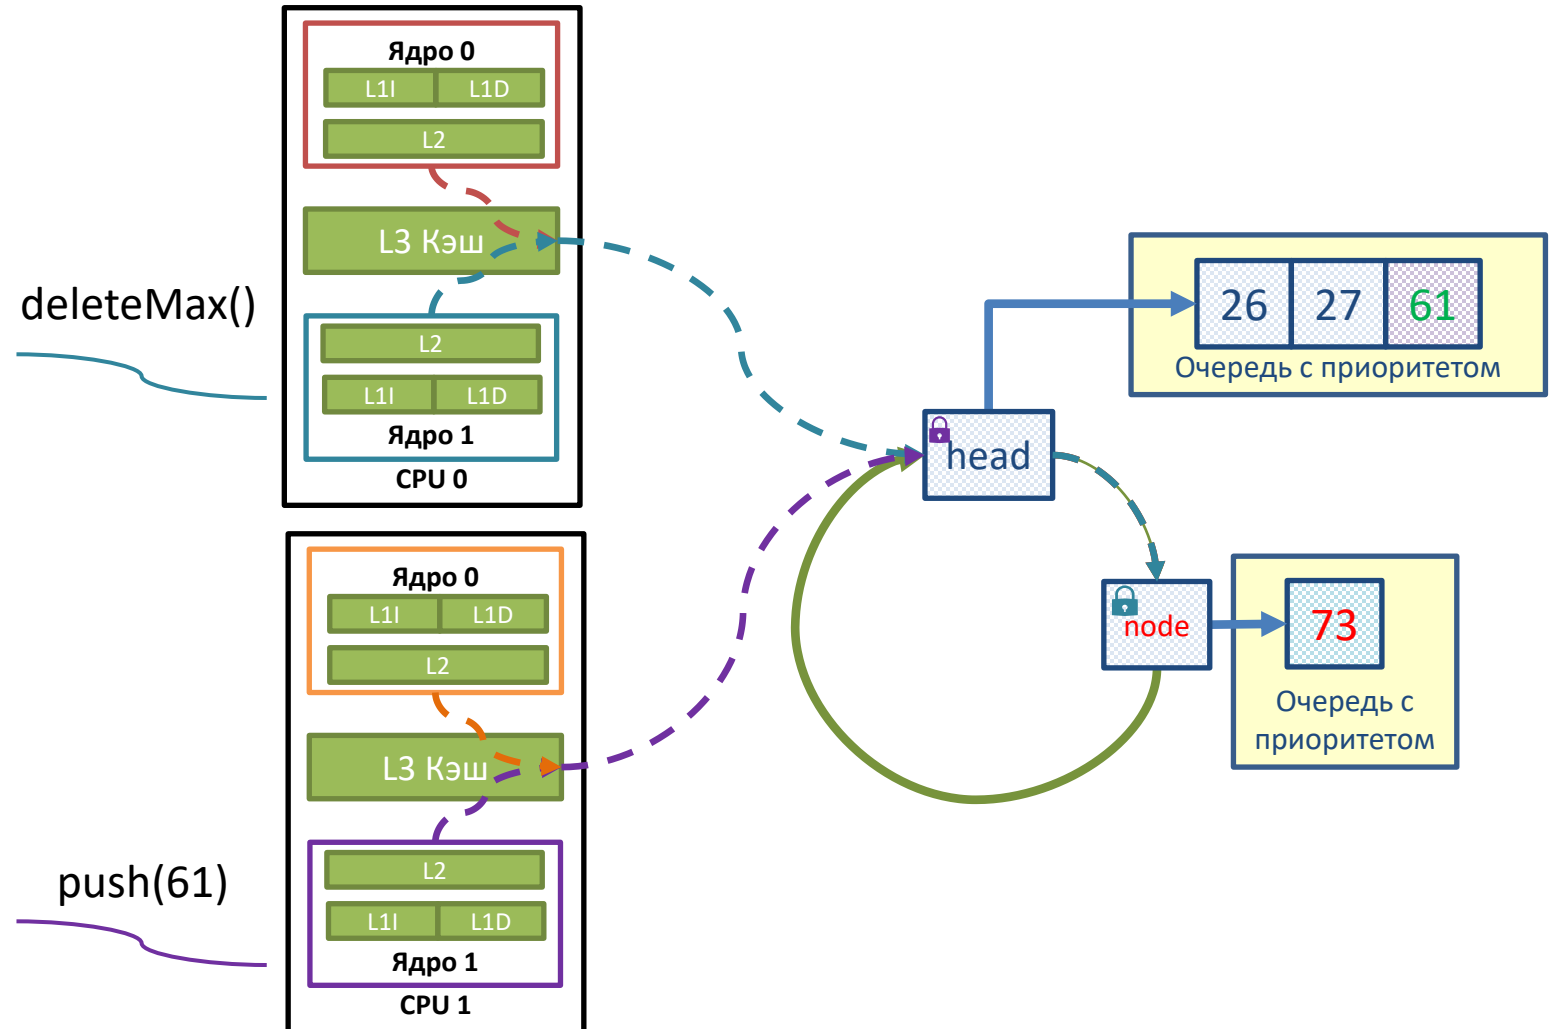 Ядро 0
L1I
L1D
L2
L3 Кэш
deleteMax()
L2
L1I
L1D
Ядро 1
CPU 0
26
27
61
Очередь с приоритетом
head
node
73
Очередь с
приоритетом
Ядро 0
L1I
L1D
L2
L3 Кэш
push(61)
L2
L1I
L1D
Ядро 1
CPU 1